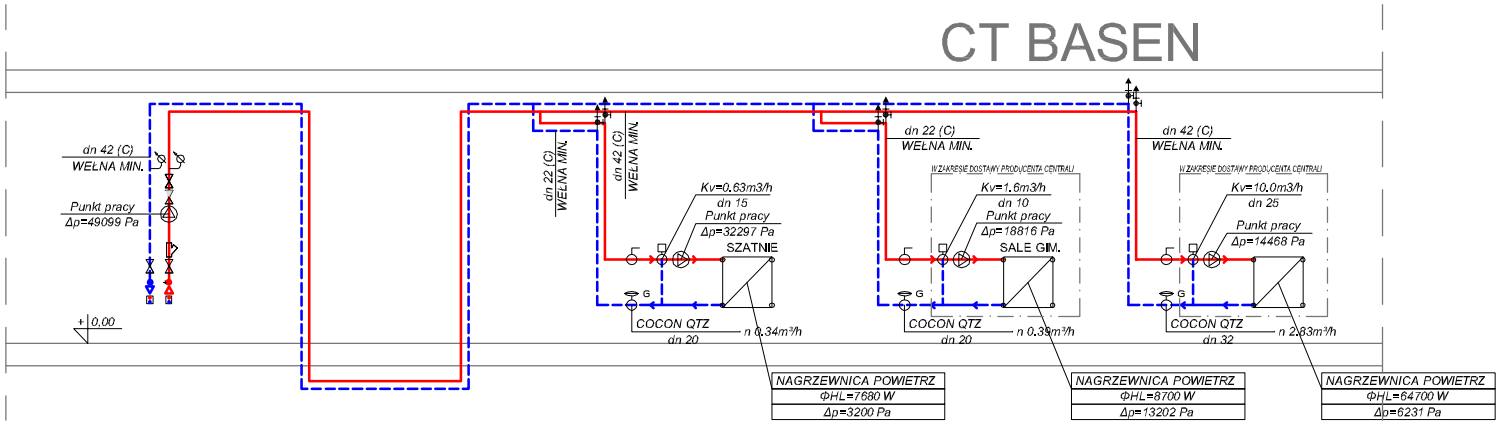 CT BASEN
dn 42 (C)
WEŁNA MIN.
Punkt pracy
Δp=49099 Pa
+ 0,00
dn 22 (C)
WEŁNA MIN.
dn 42 (C)
WEŁNA MIN.
Kv=0.63m3/h
dn 15
Punkt pracy
Δp=32297 Pa
SZATNIE
G
COCON QTZ
dn 20
n 0.34m³/h
NAGRZEWNICA POWIETRZ
ΦHL=7680 W
Δp=3200 Pa
dn 22 (C)
WEŁNA MIN.
W ZAKRESIE DOSTAWY PRODUCENTA CENTRALI
Kv=1.6m3/h
dn 10
Punkt pracy
Δp=18816 Pa
SALE GIM.
G
COCON QTZ
dn 20
n 0.39m³/h
NAGRZEWNICA POWIETRZ
ΦHL=8700 W
Δp=13202 Pa
dn 42 (C)
WEŁNA MIN.
W ZAKRESIE DOSTAWY PRODUCENTA CENTRALI
Kv=10.0m3/h
dn 25
Punkt pracy
Δp=14468 Pa
G
COCON QTZ
dn 32
n 2.83m³/h
NAGRZEWNICA POWIETRZ
ΦHL=64700 W
Δp=6231 Pa